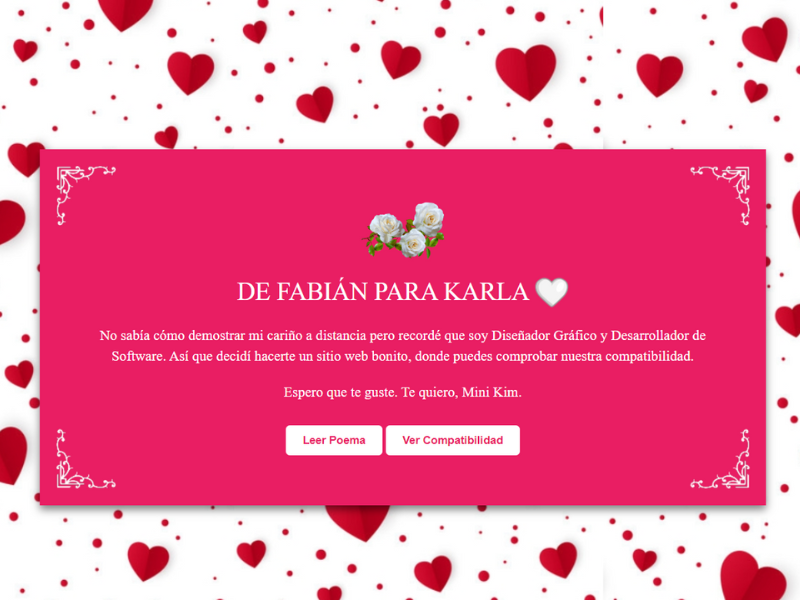 DE FABIÁN PARA KARLA 🤍
No sabía cómo demostrar mi cariño a distancia pero recordé que soy Diseñador Gráfico y Desarrollador de
Software. Así que decidí hacerte un sitio web bonito, donde puedes comprobar nuestra compatibilidad.
Espero que te guste. Te quiero, Mini Kim.
Leer Poema
Ver Compatibilidad